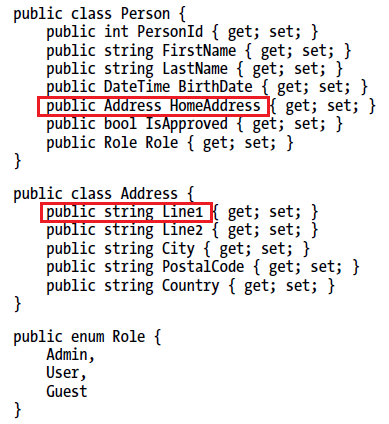 public class Person {
public int PersonId { get; set; }
public string FirstName { get; set; }
public string LastName { get; set; }
public DateTime BirthDate { get; set; }
public Address HomeAddress { get; set; }
public bool IsApproved { get; set; }
public Role Role { get; set; }
}
public class Address {
public string Line1 { get; set; }
public string Line2 { get; set; }
public string City { get; set; }
public string PostalCode { get; set; }
public string Country { get; set; }
}
public enum Role {
Admin,
User,
Guest
}